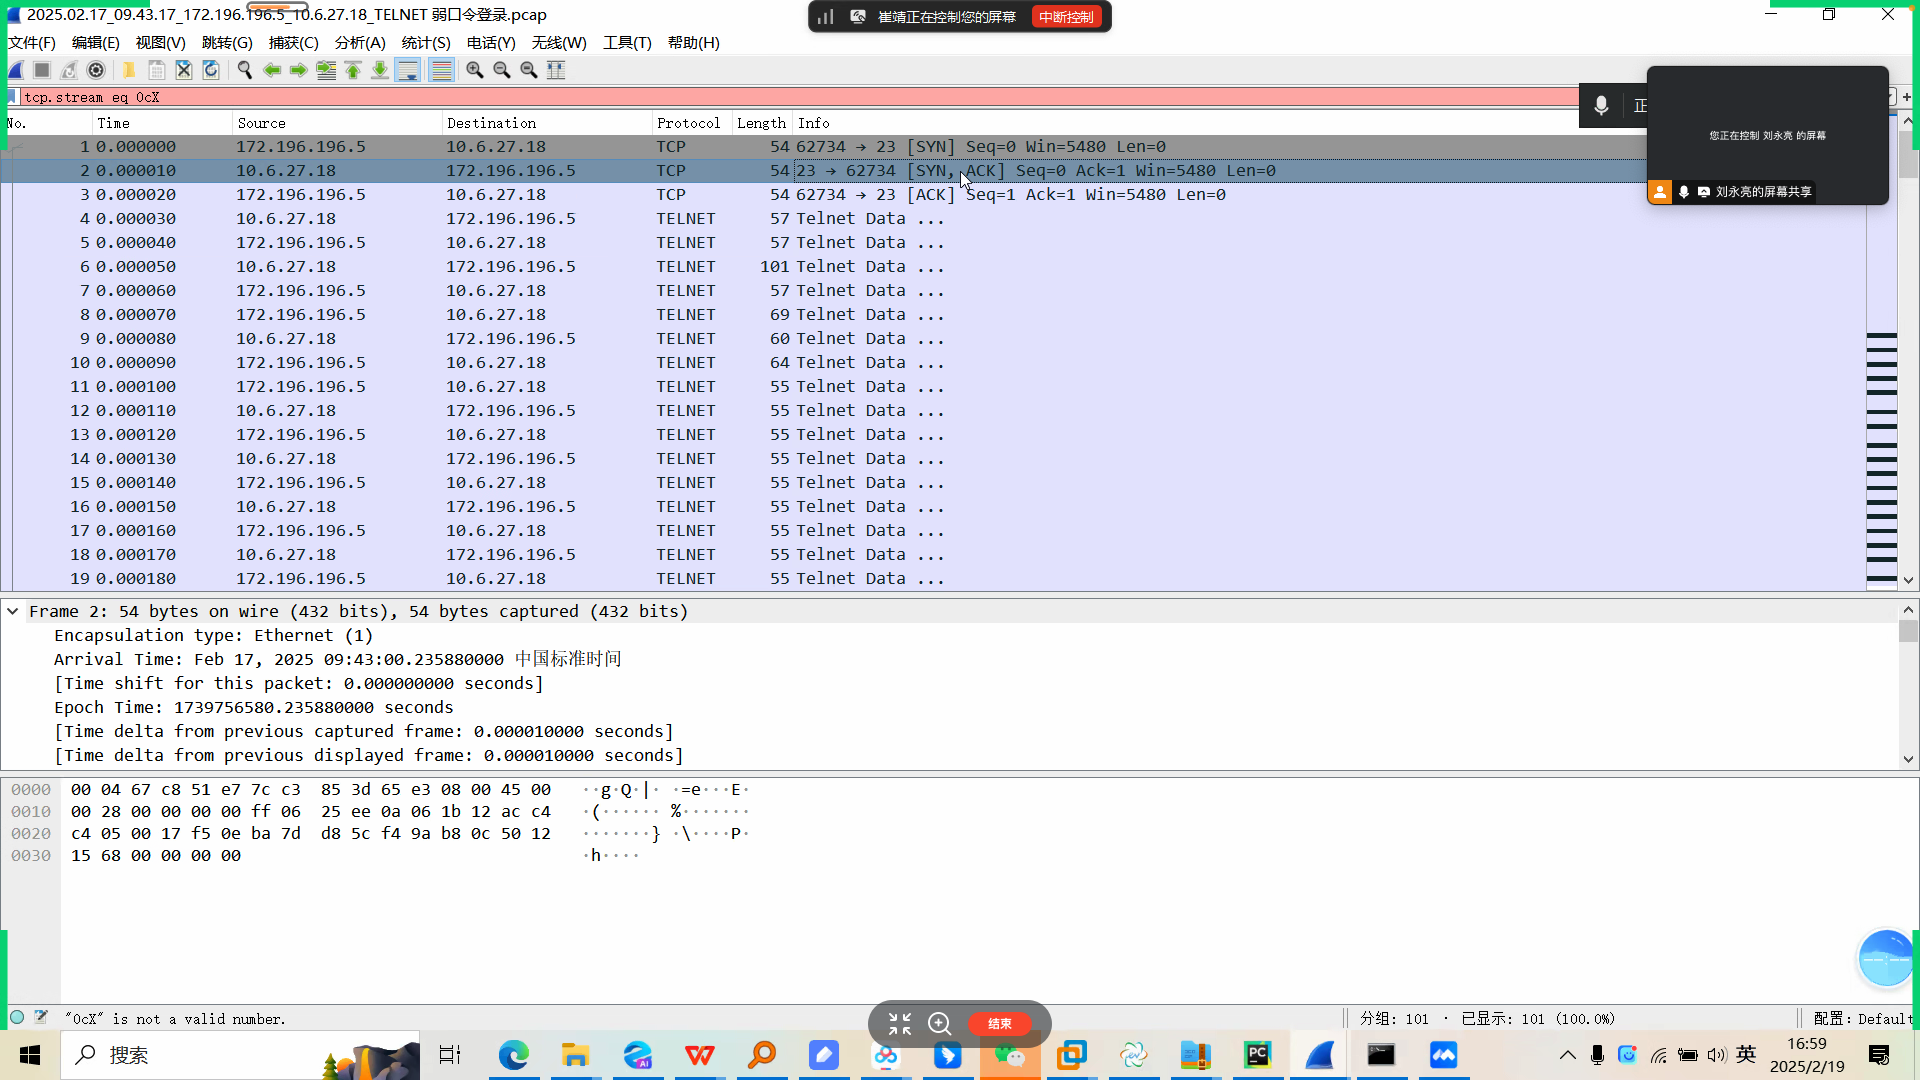 2025.02.17_09.43.17_172.196.196.5_10.6.27.18_TELNET 弱口令登录.pcap
崔靖正在控制您的屏幕 中断控制
文件(F) 编辑(E) 视图(V) 跳转(G) 捕获(C) 分析(A) 统计(S) 电话(Y) 无线(W) 工具(T) 帮助(H)
tcp.stream eq 0cX
正
您正在控制 刘永亮 的屏幕
刘永亮的屏幕共享
No. Time Source Destination Protocol Length Info
1 0.000000 172.196.196.5 10.6.27.18 TCP 54 62734 → 23 [SYN] Seq=0 Win=5480 Len=0
2 0.000010 10.6.27.18 172.196.196.5 TCP 54 23 → 62734 [SYN, ACK] Seq=0 Ack=1 Win=5480 Len=0
3 0.000020 172.196.196.5 10.6.27.18 TCP 54 62734 → 23 [ACK] Seq=1 Ack=1 Win=5480 Len=0
4 0.000030 10.6.27.18 172.196.196.5 TELNET 57 Telnet Data ...
5 0.000040 172.196.196.5 10.6.27.18 TELNET 57 Telnet Data ...
6 0.000050 10.6.27.18 172.196.196.5 TELNET 101 Telnet Data ...
7 0.000060 172.196.196.5 10.6.27.18 TELNET 57 Telnet Data ...
8 0.000070 172.196.196.5 10.6.27.18 TELNET 69 Telnet Data ...
9 0.000080 10.6.27.18 172.196.196.5 TELNET 60 Telnet Data ...
10 0.000090 172.196.196.5 10.6.27.18 TELNET 64 Telnet Data ...
11 0.000100 172.196.196.5 10.6.27.18 TELNET 55 Telnet Data ...
12 0.000110 10.6.27.18 172.196.196.5 TELNET 55 Telnet Data ...
13 0.000120 172.196.196.5 10.6.27.18 TELNET 55 Telnet Data ...
14 0.000130 10.6.27.18 172.196.196.5 TELNET 55 Telnet Data ...
15 0.000140 172.196.196.5 10.6.27.18 TELNET 55 Telnet Data ...
16 0.000150 10.6.27.18 172.196.196.5 TELNET 55 Telnet Data ...
17 0.000160 172.196.196.5 10.6.27.18 TELNET 55 Telnet Data ...
18 0.000170 10.6.27.18 172.196.196.5 TELNET 55 Telnet Data ...
19 0.000180 172.196.196.5 10.6.27.18 TELNET 55 Telnet Data ...
Frame 2: 54 bytes on wire (432 bits), 54 bytes captured (432 bits)
Encapsulation type: Ethernet (1)
Arrival Time: Feb 17, 2025 09:43:00.235880000 中国标准时间
[Time shift for this packet: 0.000000000 seconds]
Epoch Time: 1739756580.235880000 seconds
[Time delta from previous captured frame: 0.000010000 seconds]
[Time delta from previous displayed frame: 0.000010000 seconds]
0000 00 04 67 c8 51 e7 7c c3 85 3d 65 e3 08 00 45 00 ··g·Q·|· ·=e···E·
0010 00 28 00 00 00 00 ff 06 25 ee 0a 06 1b 12 ac c4 ·(······ %·······
0020 c4 05 00 17 f5 0e ba 7d d8 5c f4 9a b8 0c 50 12 ·······} ·\····P·
0030 15 68 00 00 00 00 ·h····
"0cX" is not a valid number.
结束
分组: 101 · 已显示: 101 (100.0%)
配置: Default
搜索
AI
PC
英
16:59
2025/2/19